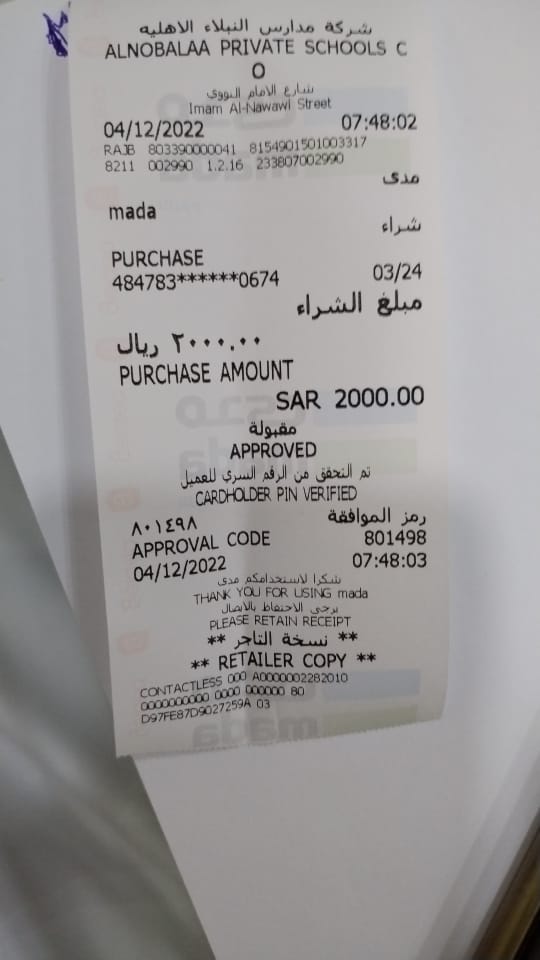 شركة مدارس النبلاء الاهليه
ALNOBALAA PRIVATE SCHOOLS C
O
شارع الامام النووي
Imam Al-Nawawi Street
04/12/2022 07:48:02
RAJB 803390000041 8154901501003317
8211 002990 1.2.16 233807002990
مدى
mada
شراء
PURCHASE
484783******0674 03/24
مبلغ الشراء
٢٠٠٠.٠٠ ريال
PURCHASE AMOUNT
SAR 2000.00
مقبولة
APPROVED
تم التحقق من الرقم السري للعميل
CARDHOLDER PIN VERIFIED
٨٠١٤٩٨ رمز الموافقة
APPROVAL CODE 801498
04/12/2022 07:48:03
شكرا لاستخدامكم مدى
THANK YOU FOR USING mada
يرجى الاحتفاظ بالايصال
PLEASE RETAIN RECEIPT
** نسخة التاجر **
** RETAILER COPY **
CONTACTLESS 000 A0000002282010
0000000000 0000 000000 80
D97FE87D9027259A 03